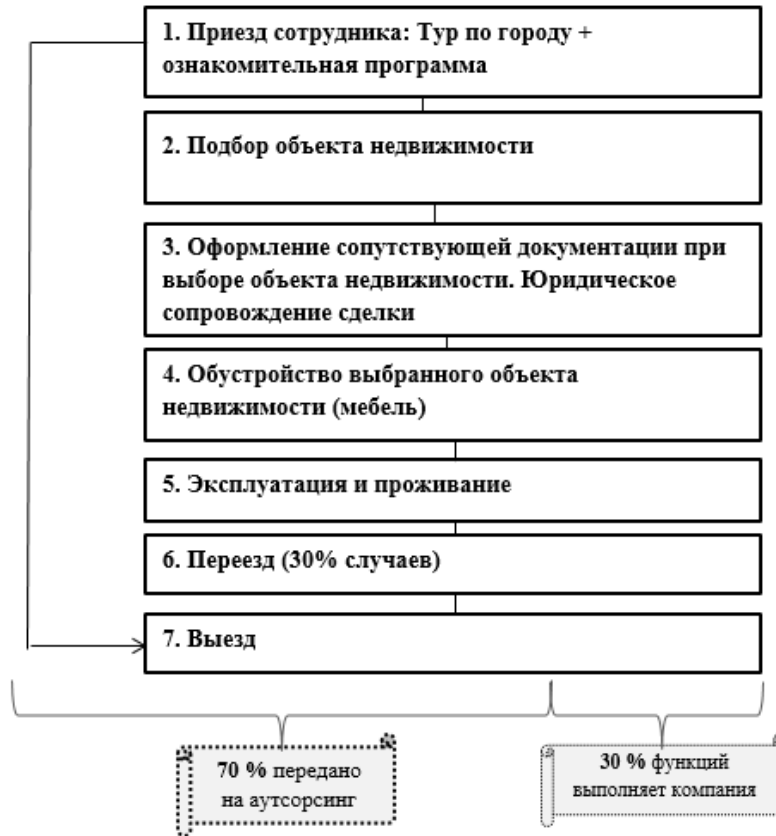 1. Приезд сотрудника: Тур по городу +
ознакомительная программа
2. Подбор объекта недвижимости
3. Оформление сопутствующей документации при
выборе объекта недвижимости. Юридическое
сопровождение сделки
4. Обустройство выбранного объекта
недвижимости (мебель)
5. Эксплуатация и проживание
6. Переезд (30% случаев)
7. Выезд
70 % передано
на аутсорсинг
30 % функций
выполняет компания